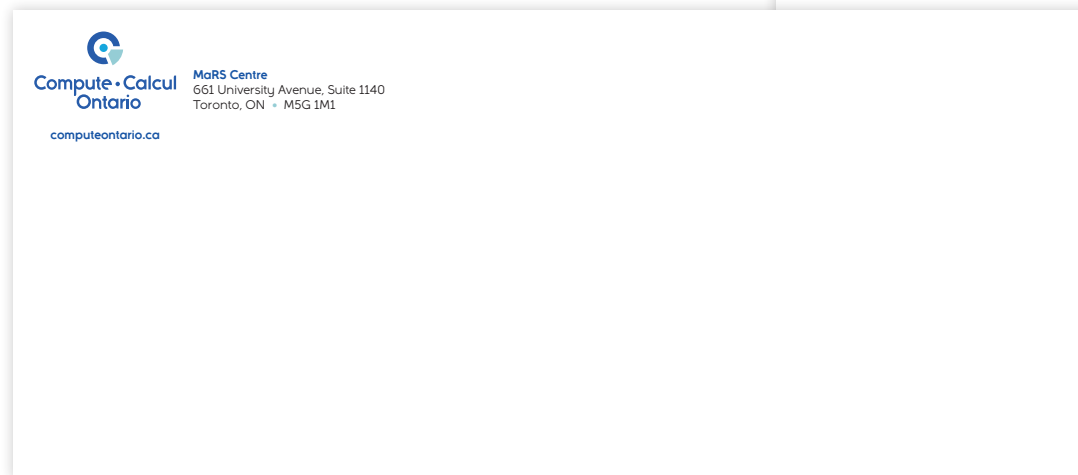 Compute • Calcul
Ontario
computeontario.ca
MaRS Centre
661 University Avenue, Suite 1140
Toronto, ON • M5G 1M1